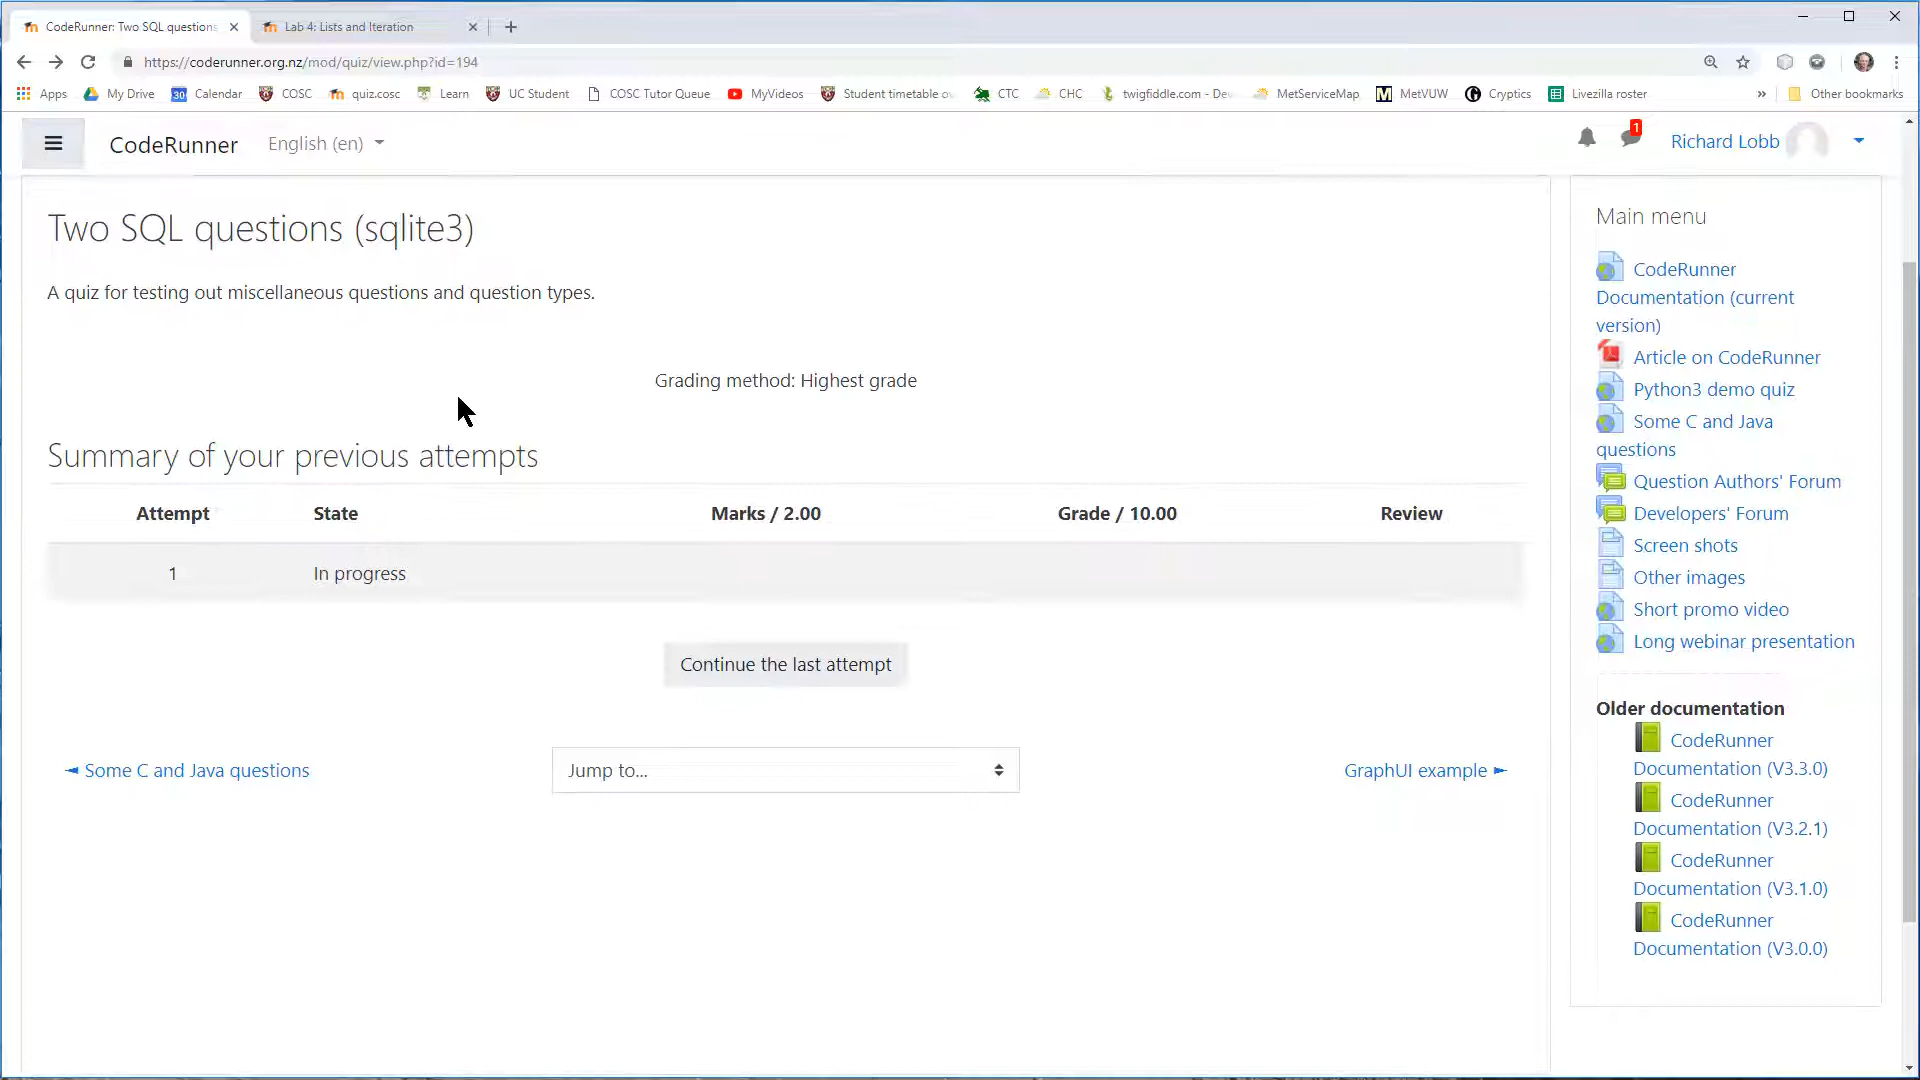 CodeRunner: Two SQL questions
Lab 4: Lists and Iteration
https://coderunner.org.nz/mod/quiz/view.php?id=194
Apps
My Drive
Calendar
COSC
quiz.cosc
Learn
UC Student
COSC Tutor Queue
MyVideos
Student timetable
CTC
CHC
twigfiddle.com -
MetServiceMap
MetVUW
Cryptics
Livezilla roster
»
Other bookmarks
CodeRunner
English (en)
1
Richard Lobb
Two SQL questions (sqlite3)
A quiz for testing out miscellaneous questions and question types.
Grading method: Highest grade
Summary of your previous attempts
Attempt State Marks / 2.00 Grade / 10.00 Review
1 In progress
Continue the last attempt
◄ Some C and Java questions
Jump to...
GraphUI example ►
Main menu
CodeRunner
Documentation (current
version)
Article on CodeRunner
Python3 demo quiz
Some C and Java
questions
Question Authors' Forum
Developers' Forum
Screen shots
Other images
Short promo video
Long webinar presentation
Older documentation
CodeRunner
Documentation (V3.3.0)
CodeRunner
Documentation (V3.2.1)
CodeRunner
Documentation (V3.1.0)
CodeRunner
Documentation (V3.0.0)